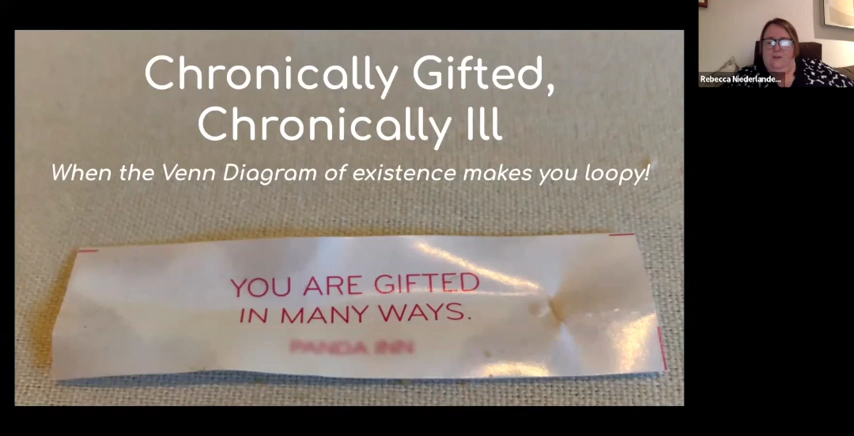 Chronically Gifted,
Chronically Ill
When the Venn Diagram of existence makes you loopy!
YOU ARE GIFTED
IN MANY WAYS.
PANDA INN
Rebecca Niederlande...